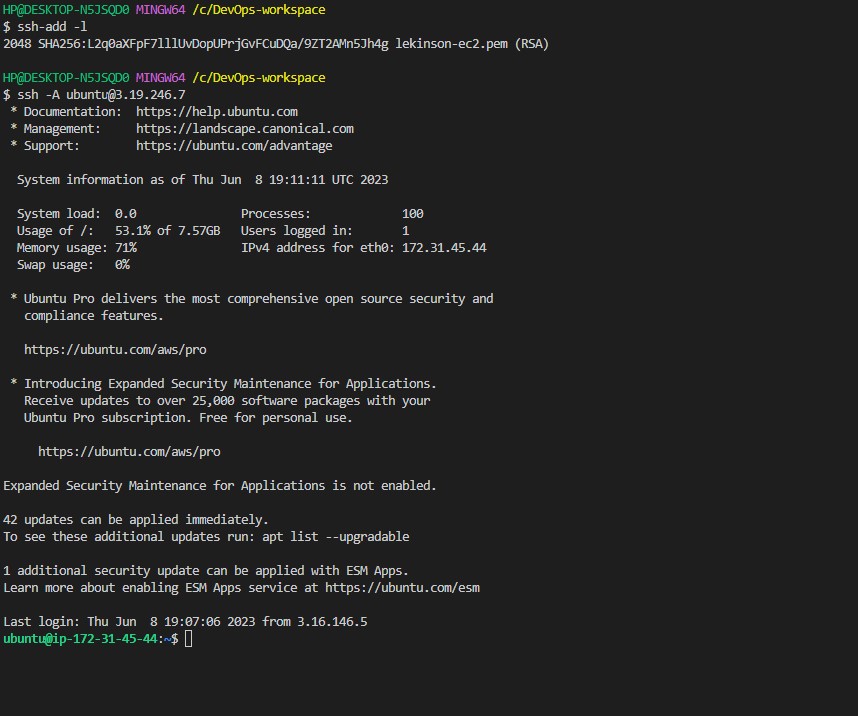 HP@DESKTOP-N5JSQD0 MINGW64 /c/DevOps-workspace
$ ssh-add -l
2048 SHA256:L2q0aXFpF7lllUvDopUPrjGvFCuDQa/9ZT2AMn5Jh4g lekinson-ec2.pem (RSA)
HP@DESKTOP-N5JSQD0 MINGW64 /c/DevOps-workspace
$ ssh -A ubuntu@3.19.246.7
 * Documentation:  https://help.ubuntu.com
 * Management:     https://landscape.canonical.com
 * Support:        https://ubuntu.com/advantage
  System information as of Thu Jun  8 19:11:11 UTC 2023
  System load:  0.0               Processes:             100
  Usage of /:   53.1% of 7.57GB   Users logged in:       1
  Memory usage: 71%               IPv4 address for eth0: 172.31.45.44
  Swap usage:   0%
 * Ubuntu Pro delivers the most comprehensive open source security and
   compliance features.
   https://ubuntu.com/aws/pro
 * Introducing Expanded Security Maintenance for Applications.
   Receive updates to over 25,000 software packages with your
   Ubuntu Pro subscription. Free for personal use.
     https://ubuntu.com/aws/pro
Expanded Security Maintenance for Applications is not enabled.
42 updates can be applied immediately.
To see these additional updates run: apt list --upgradable
1 additional security update can be applied with ESM Apps.
Learn more about enabling ESM Apps service at https://ubuntu.com/esm
Last login: Thu Jun  8 19:07:06 2023 from 3.16.146.5
ubuntu@ip-172-31-45-44:~$